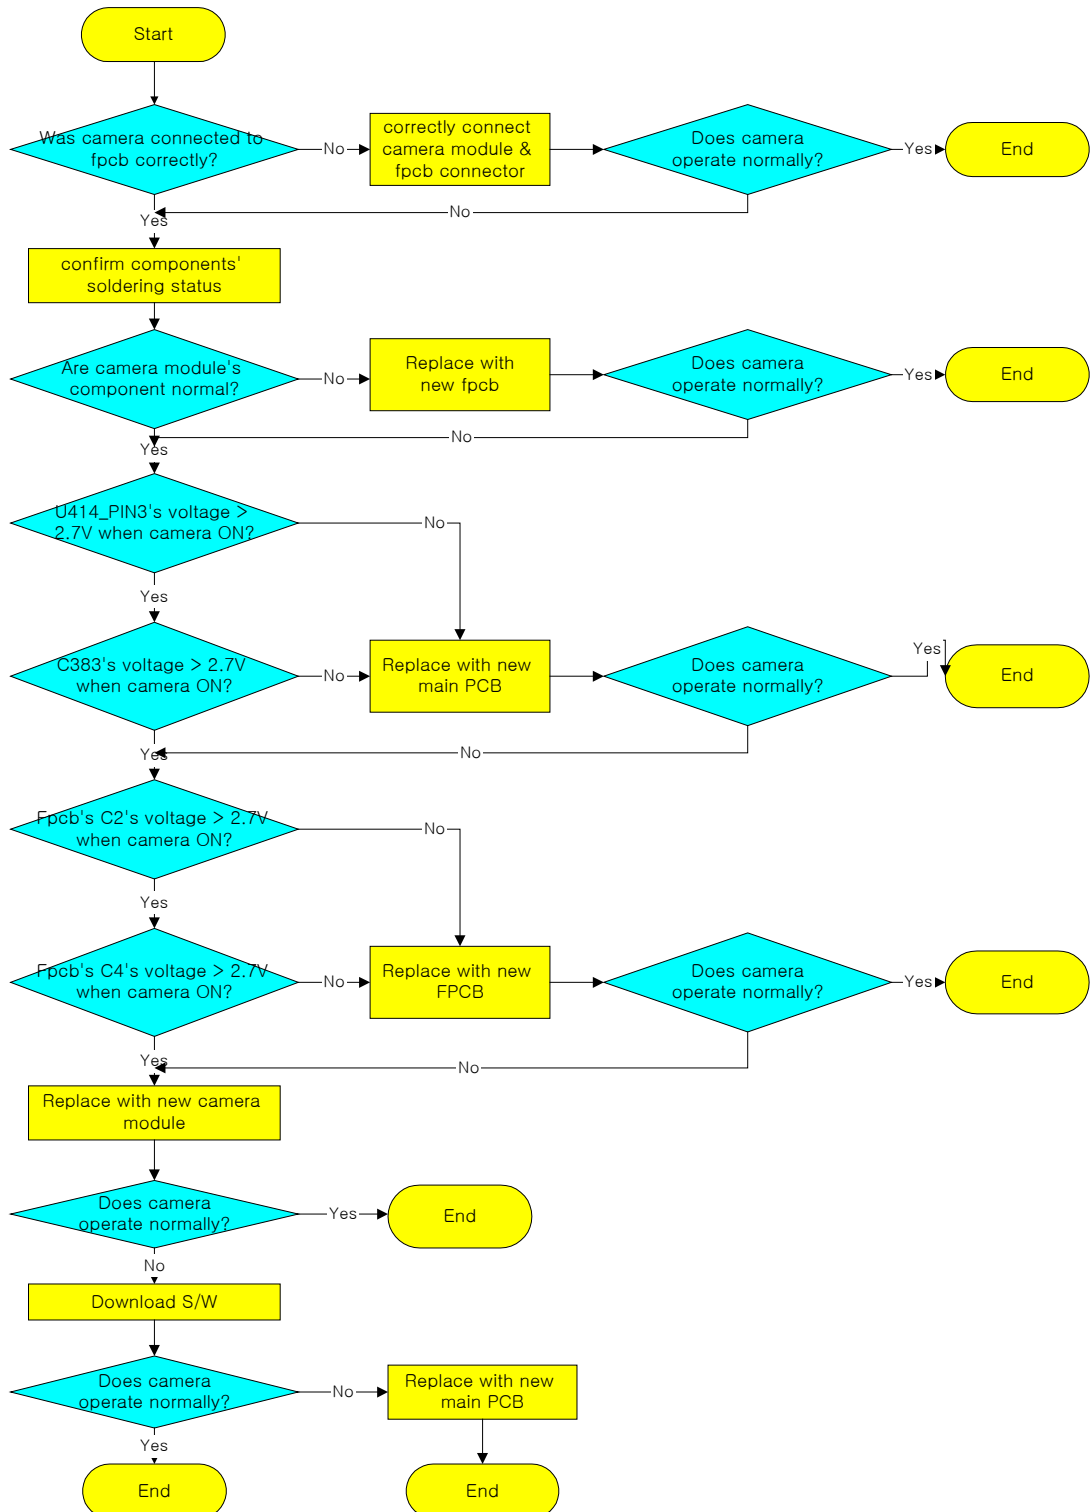 Start
Was camera connected to
fpcb correctly?
No
correctly connect
camera module &
fpcb connector
Does camera
operate normally?
Yes
End
No
Yes
confirm components'
soldering status
Are camera module's
component normal?
No
Replace with
new fpcb
Does camera
operate normally?
Yes
End
No
Yes
U414_PIN3's voltage >
2.7V when camera ON?
No
Yes
C383's voltage > 2.7V
when camera ON?
No
Replace with new
main PCB
Does camera
operate normally?
Yes
End
No
Yes
Fpcb's C2's voltage > 2.7V
when camera ON?
No
Yes
Fpcb's C4's voltage > 2.7V
when camera ON?
No
Replace with new
FPCB
Does camera
operate normally?
Yes
End
No
Yes
Replace with new camera
module
Does camera
operate normally?
Yes
End
No
Download S/W
Does camera
operate normally?
No
Replace with new
main PCB
Yes
End
End